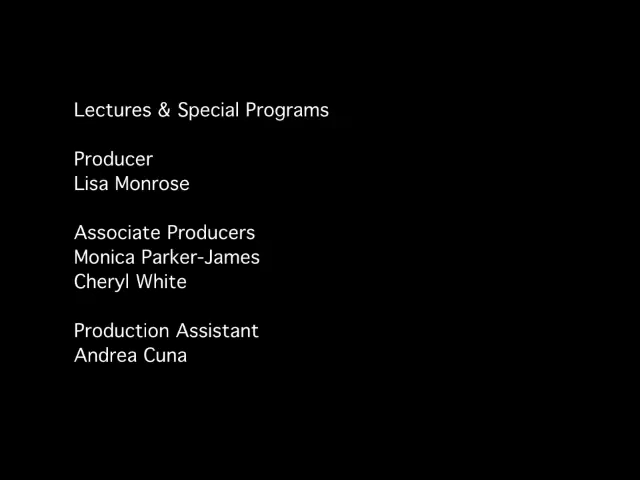 Lectures & Special Programs
Producer
Lisa Monrose
Associate Producers
Monica Parker-James
Cheryl White
Production Assistant
Andrea Cuna